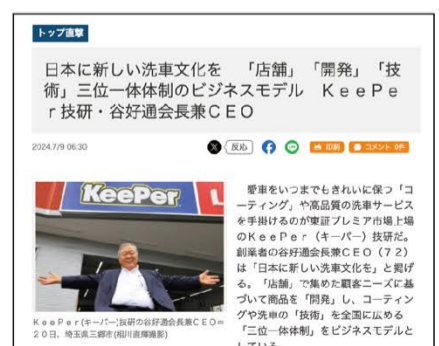 トップ直撃
日本に新しい洗車文化を　「店舗」「開発」「技
術」三位一体体制のビジネスモデル　ＫｅｅＰｅ
ｒ技研・谷好通会長兼ＣＥＯ
2024.7/9 06:30
反応
印刷
コメント 0件
KeePer
愛車をいつまでもきれいに保つ「コ
ーティング」や高品質の洗車サービス
を手掛けるのが東証プレミア市場上場
のＫｅｅＰｅｒ（キーパー）技研だ。
創業者の谷好通会長兼ＣＥＯ（７２）
は「日本に新しい洗車文化を」と掲げ
る。「店舗」で集めた顧客ニーズに基
づいて商品を「開発」し、コーティン
グや洗車の「技術」を全国に広める
「三位一体体制」をビジネスモデルと
している
ＫｅｅＰｅｒ(キーパー)技研の谷好通会長兼ＣＥＯ＝
２０日、埼玉県三郷市(相川直輝撮影)